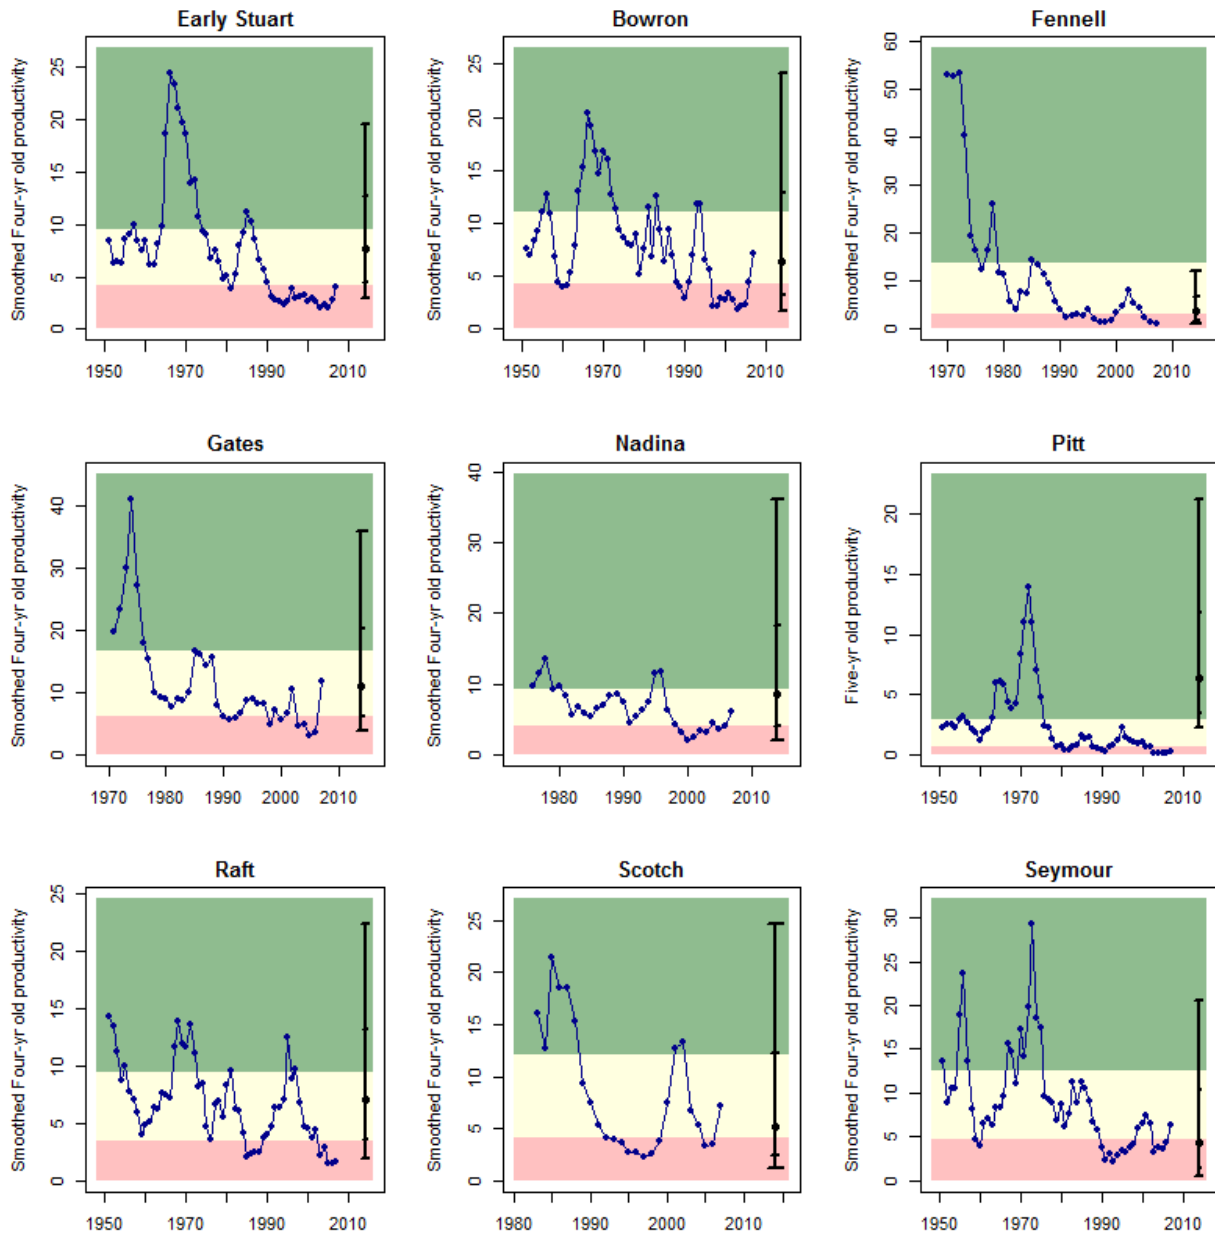 Early Stuart Bowron Fennell
Smoothed Four-yr old productivity
0 5 10 15 20 25
1950 1970 1990 2010
Smoothed Four-yr old productivity
0 5 10 15 20 25
1950 1970 1990 2010
Smoothed Four-yr old productivity
0 10 20 30 40 50 60
1970 1980 1990 2000 2010
Gates Nadina Pitt
Smoothed Four-yr old productivity
0 10 20 30 40
1970 1980 1990 2000 2010
Smoothed Four-yr old productivity
0 10 20 30 40
1980 1990 2000 2010
Five-yr old productivity
0 5 10 15 20
1950 1970 1990 2010
Raft Scotch Seymour
Smoothed Four-yr old productivity
0 5 10 15 20 25
1950 1970 1990 2010
Smoothed Four-yr old productivity
0 5 10 15 20 25
1980 1990 2000 2010
Smoothed Four-yr old productivity
0 5 10 15 20 25 30
1950 1970 1990 2010